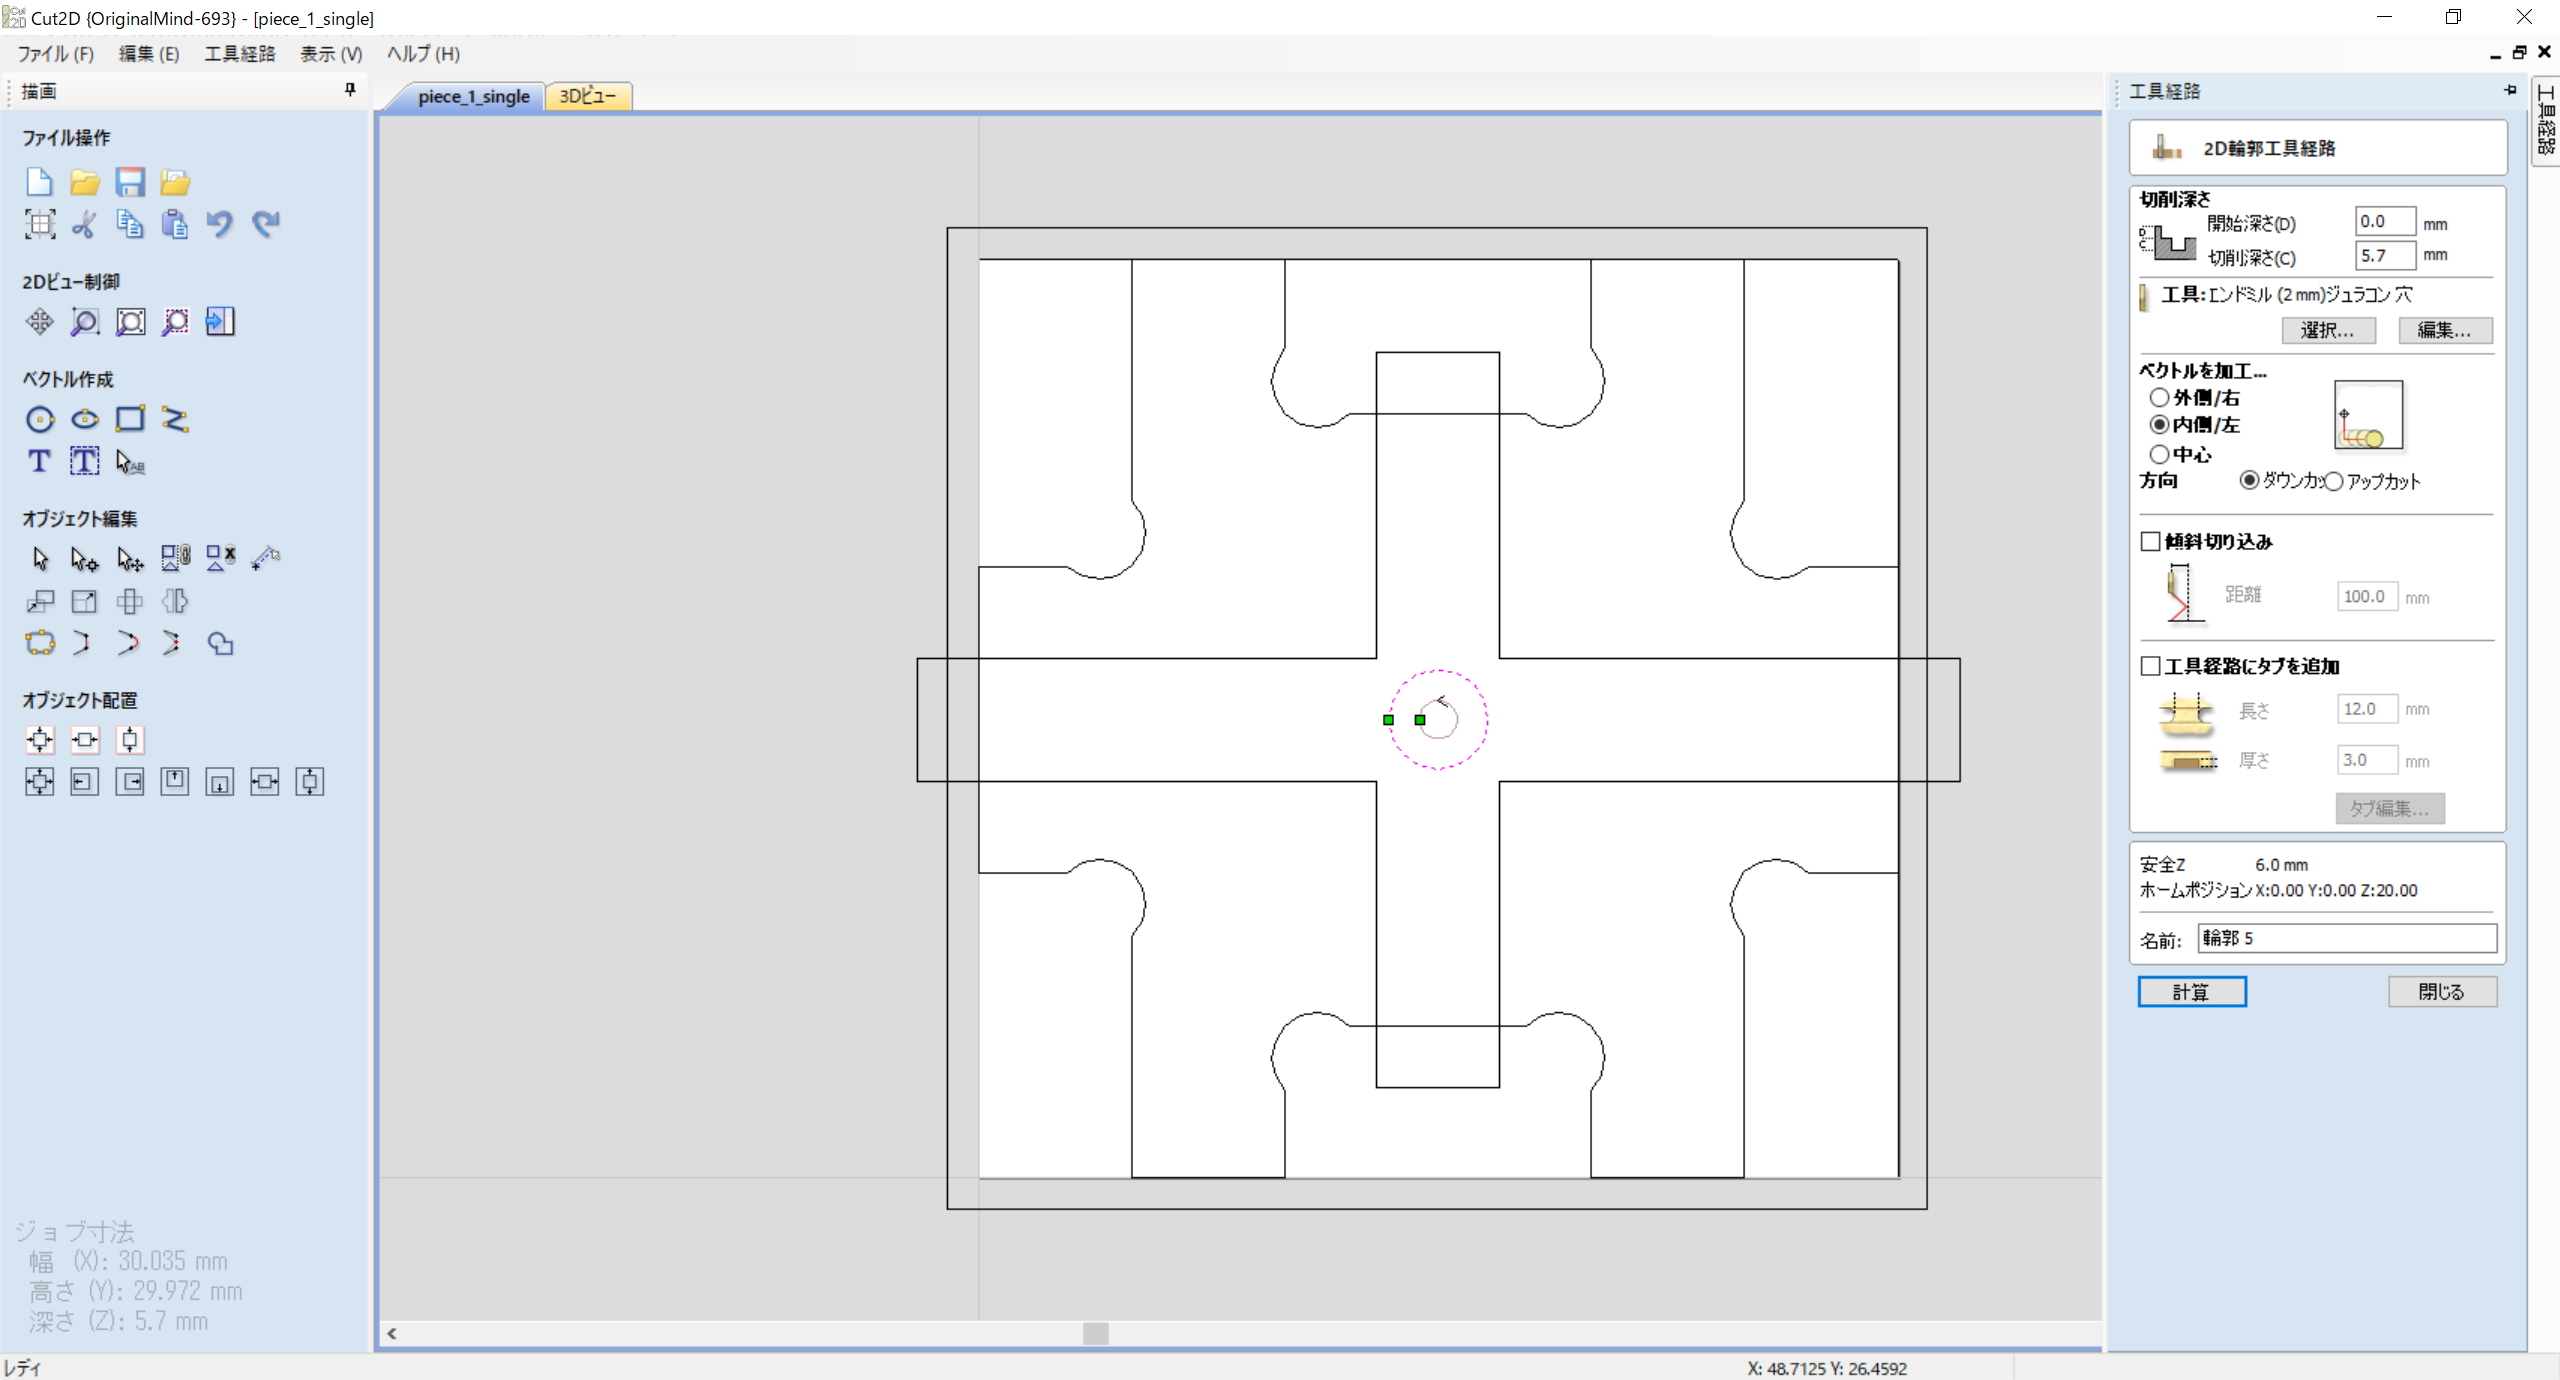 Cut2D {OriginalMind-693} - [piece_1_single]
ファイル (F) 編集 (E) 工具経路 表示 (V) ヘルプ (H)
描画
ファイル操作
2Dビュー制御
ベクトル作成
オブジェクト編集
オブジェクト配置
ジョブ寸法
幅 (X): 30.035 mm
高さ (Y): 29.972 mm
深さ (Z): 5.7 mm
レディ
piece_1_single 3Dビュー
X: 48.7125 Y: 26.4592
工具経路
工具経路
2D輪郭工具経路
切削深さ
開始深さ(D) 0.0 mm
切削深さ(C) 5.7 mm
工具:エンドミル (2 mm)ジュラコン 穴
選択... 編集...
ベクトルを加工...
外側/右
内側/左
中心
方向 ダウンカッ アップカット
傾斜切り込み
距離 100.0 mm
工具経路にタブを追加
長さ 12.0 mm
厚さ 3.0 mm
タブ編集...
安全Z 6.0 mm
ホームポジション X:0.00 Y:0.00 Z:20.00
名前: 輪郭 5
計算 閉じる